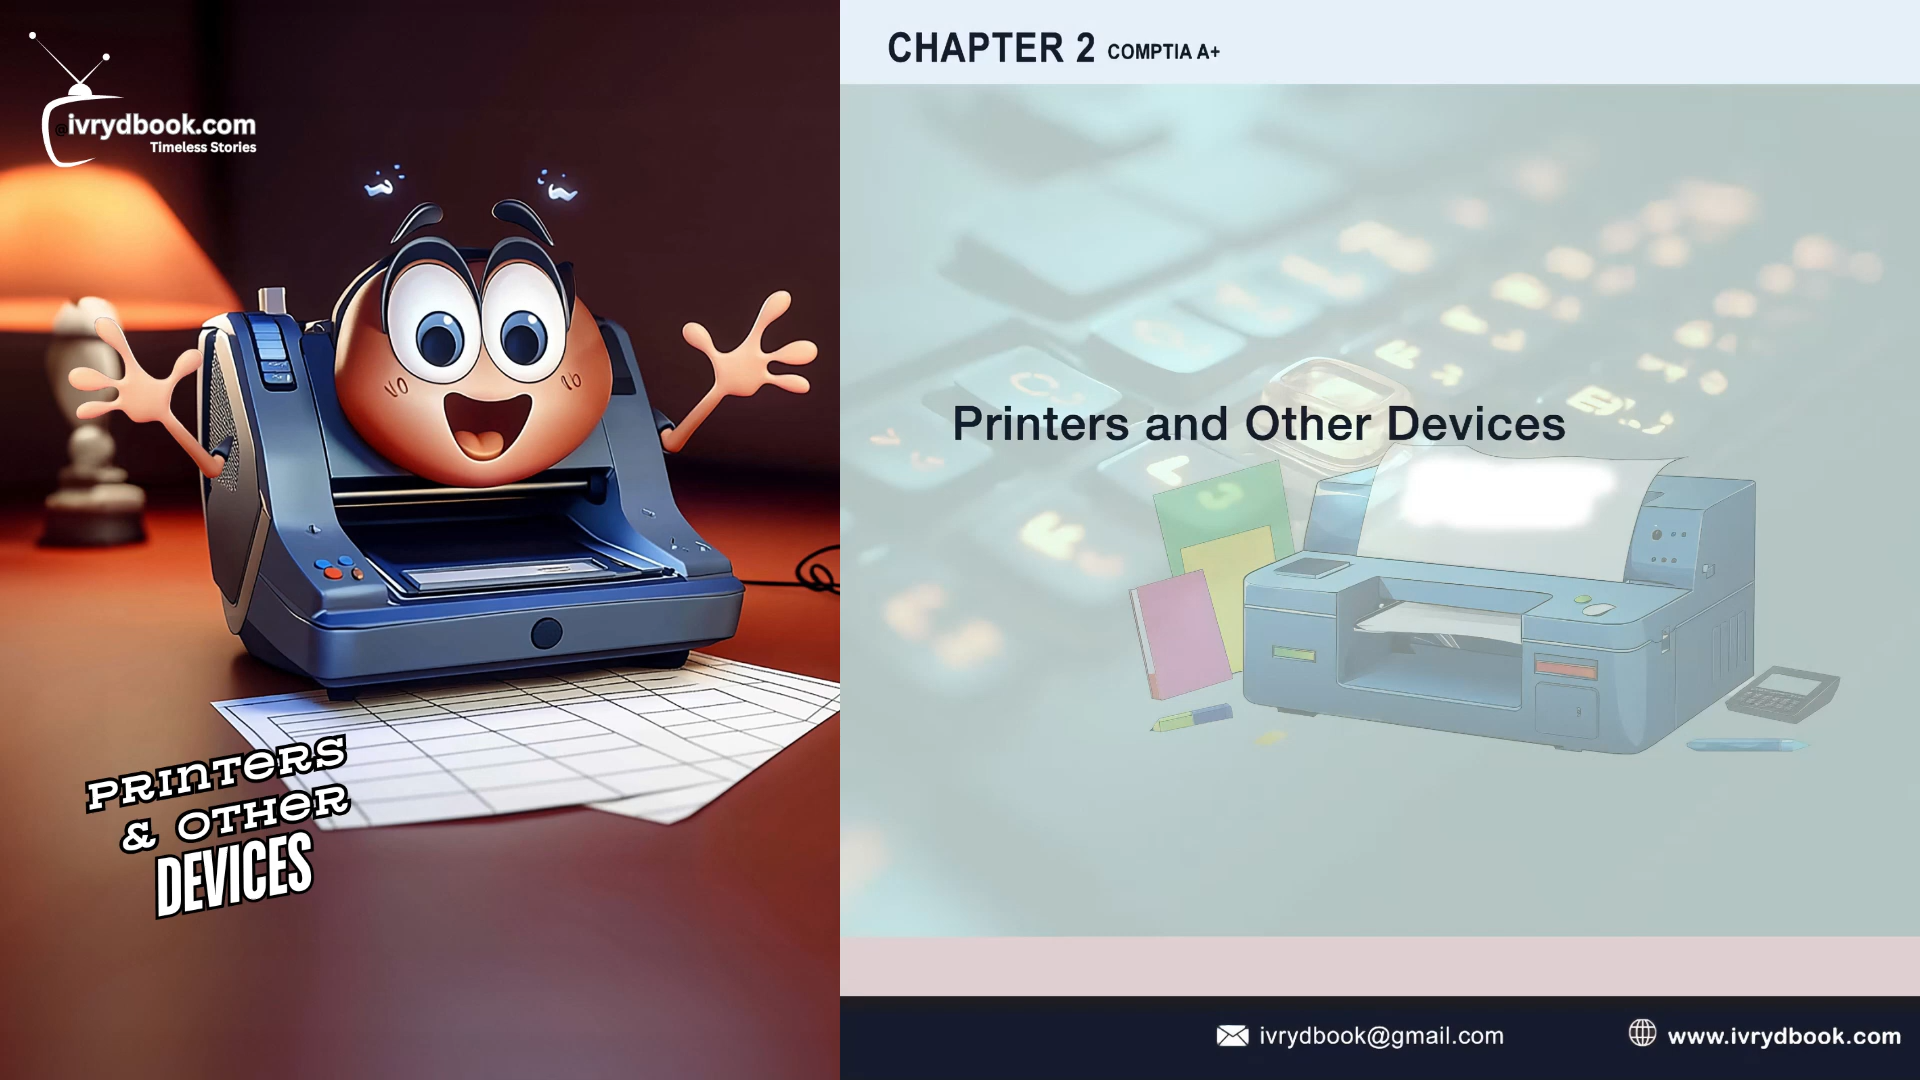 @ivrydbook.com
Timeless Stories
PRINTERS
& OTHER
DEVICES
CHAPTER 2 COMPTIA A+
Printers and Other Devices
ivrydbook@gmail.com
www.ivrydbook.com